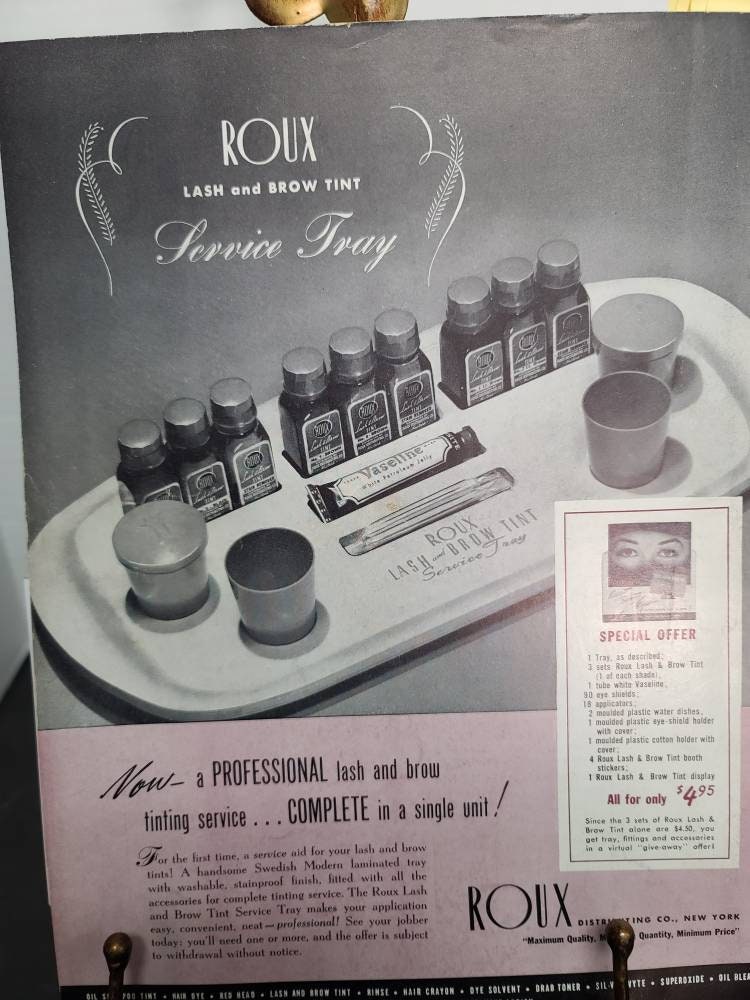 ROUX
LASH and BROW TINT
Service Tray
ROUX
ROUX
ROUX
ROUX
ROUX
TINT
TINT
TINT
Vaseline
White Petroleum Jelly
ROUX
LASH and BROW TINT
Service Tray
SPECIAL OFFER
1 Tray, as described;
3 sets Roux Lash & Brow Tint
(1 of each shade);
1 tube white Vaseline;
90 eye shields;
18 applicators;
2 moulded plastic water dishes;
1 moulded plastic eye-shield holder
with cover;
1 moulded plastic cotton holder with
cover;
4 Roux Lash & Brow Tint booth
stickers;
1 Roux Lash & Brow Tint display
All for only $4.95
Since the 3 sets of Roux Lash &
Brow Tint alone are $4.50, you
get tray, fittings and accessories
in a virtual "give-away" offer!
Now— a PROFESSIONAL lash and brow
tinting service . . . COMPLETE in a single unit!
For the first time, a service aid for your lash and brow
tints! A handsome Swedish Modern laminated tray
with washable, stainproof finish, fitted with all the
accessories for complete tinting service. The Roux Lash
and Brow Tint Service Tray makes your application
easy, convenient, neat—professional! See your jobber
today: you'll need one or more, and the offer is subject
to withdrawal without notice.
ROUX CO., NEW YORK
"Maximum Quality, Quantity, Minimum Price"
OIL TINT • HAIR DYE • RED HEAD • LASH AND BROW TINT • RINSE • HAIR CRAYON • DYE SOLVENT • DRAB TONER • • SUPEROXIDE • OIL